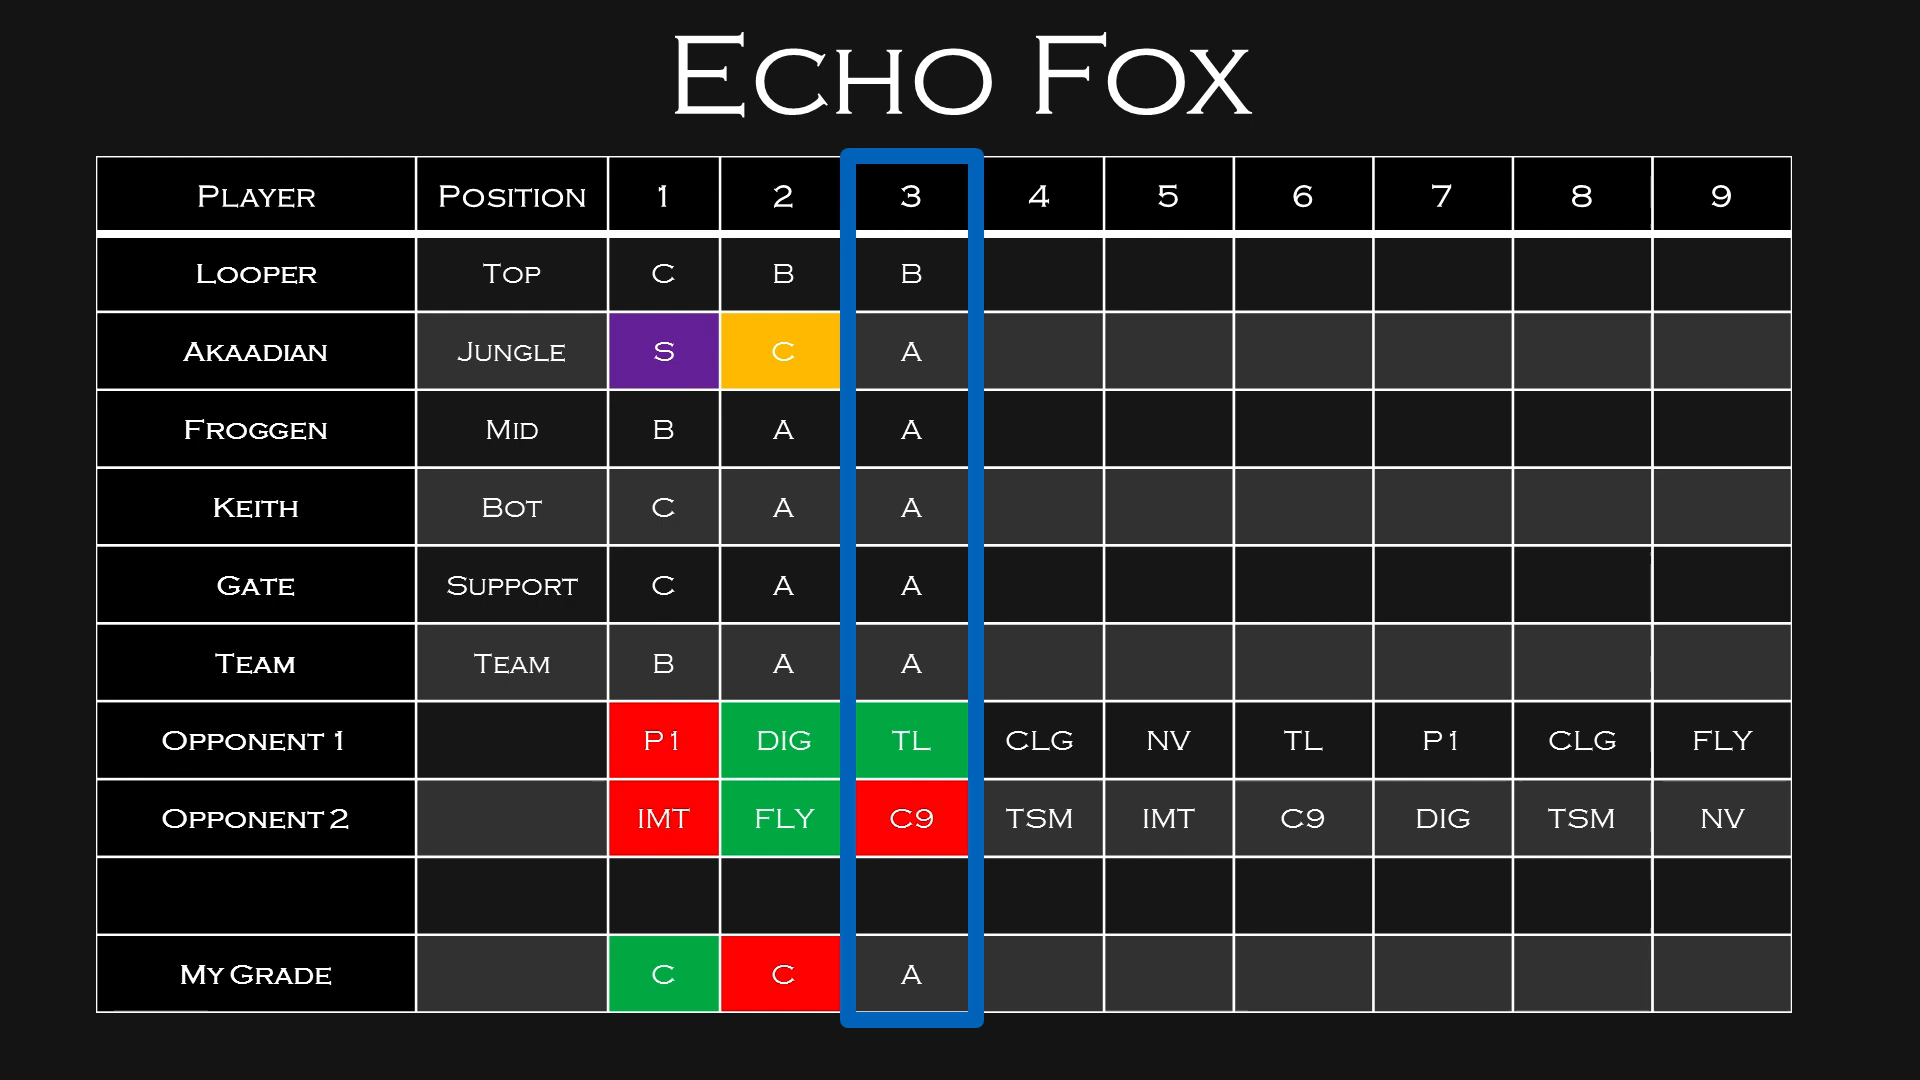 Echo Fox
Player Position 1 2 3 4 5 6 7 8 9
Looper Top C B B
Akaadian Jungle S C A
Froggen Mid B A A
Keith Bot C A A
Gate Support C A A
Team Team B A A
Opponent 1 P1 DIG TL CLG NV TL P1 CLG FLY
Opponent 2 IMT FLY C9 TSM IMT C9 DIG TSM NV
My Grade C C A